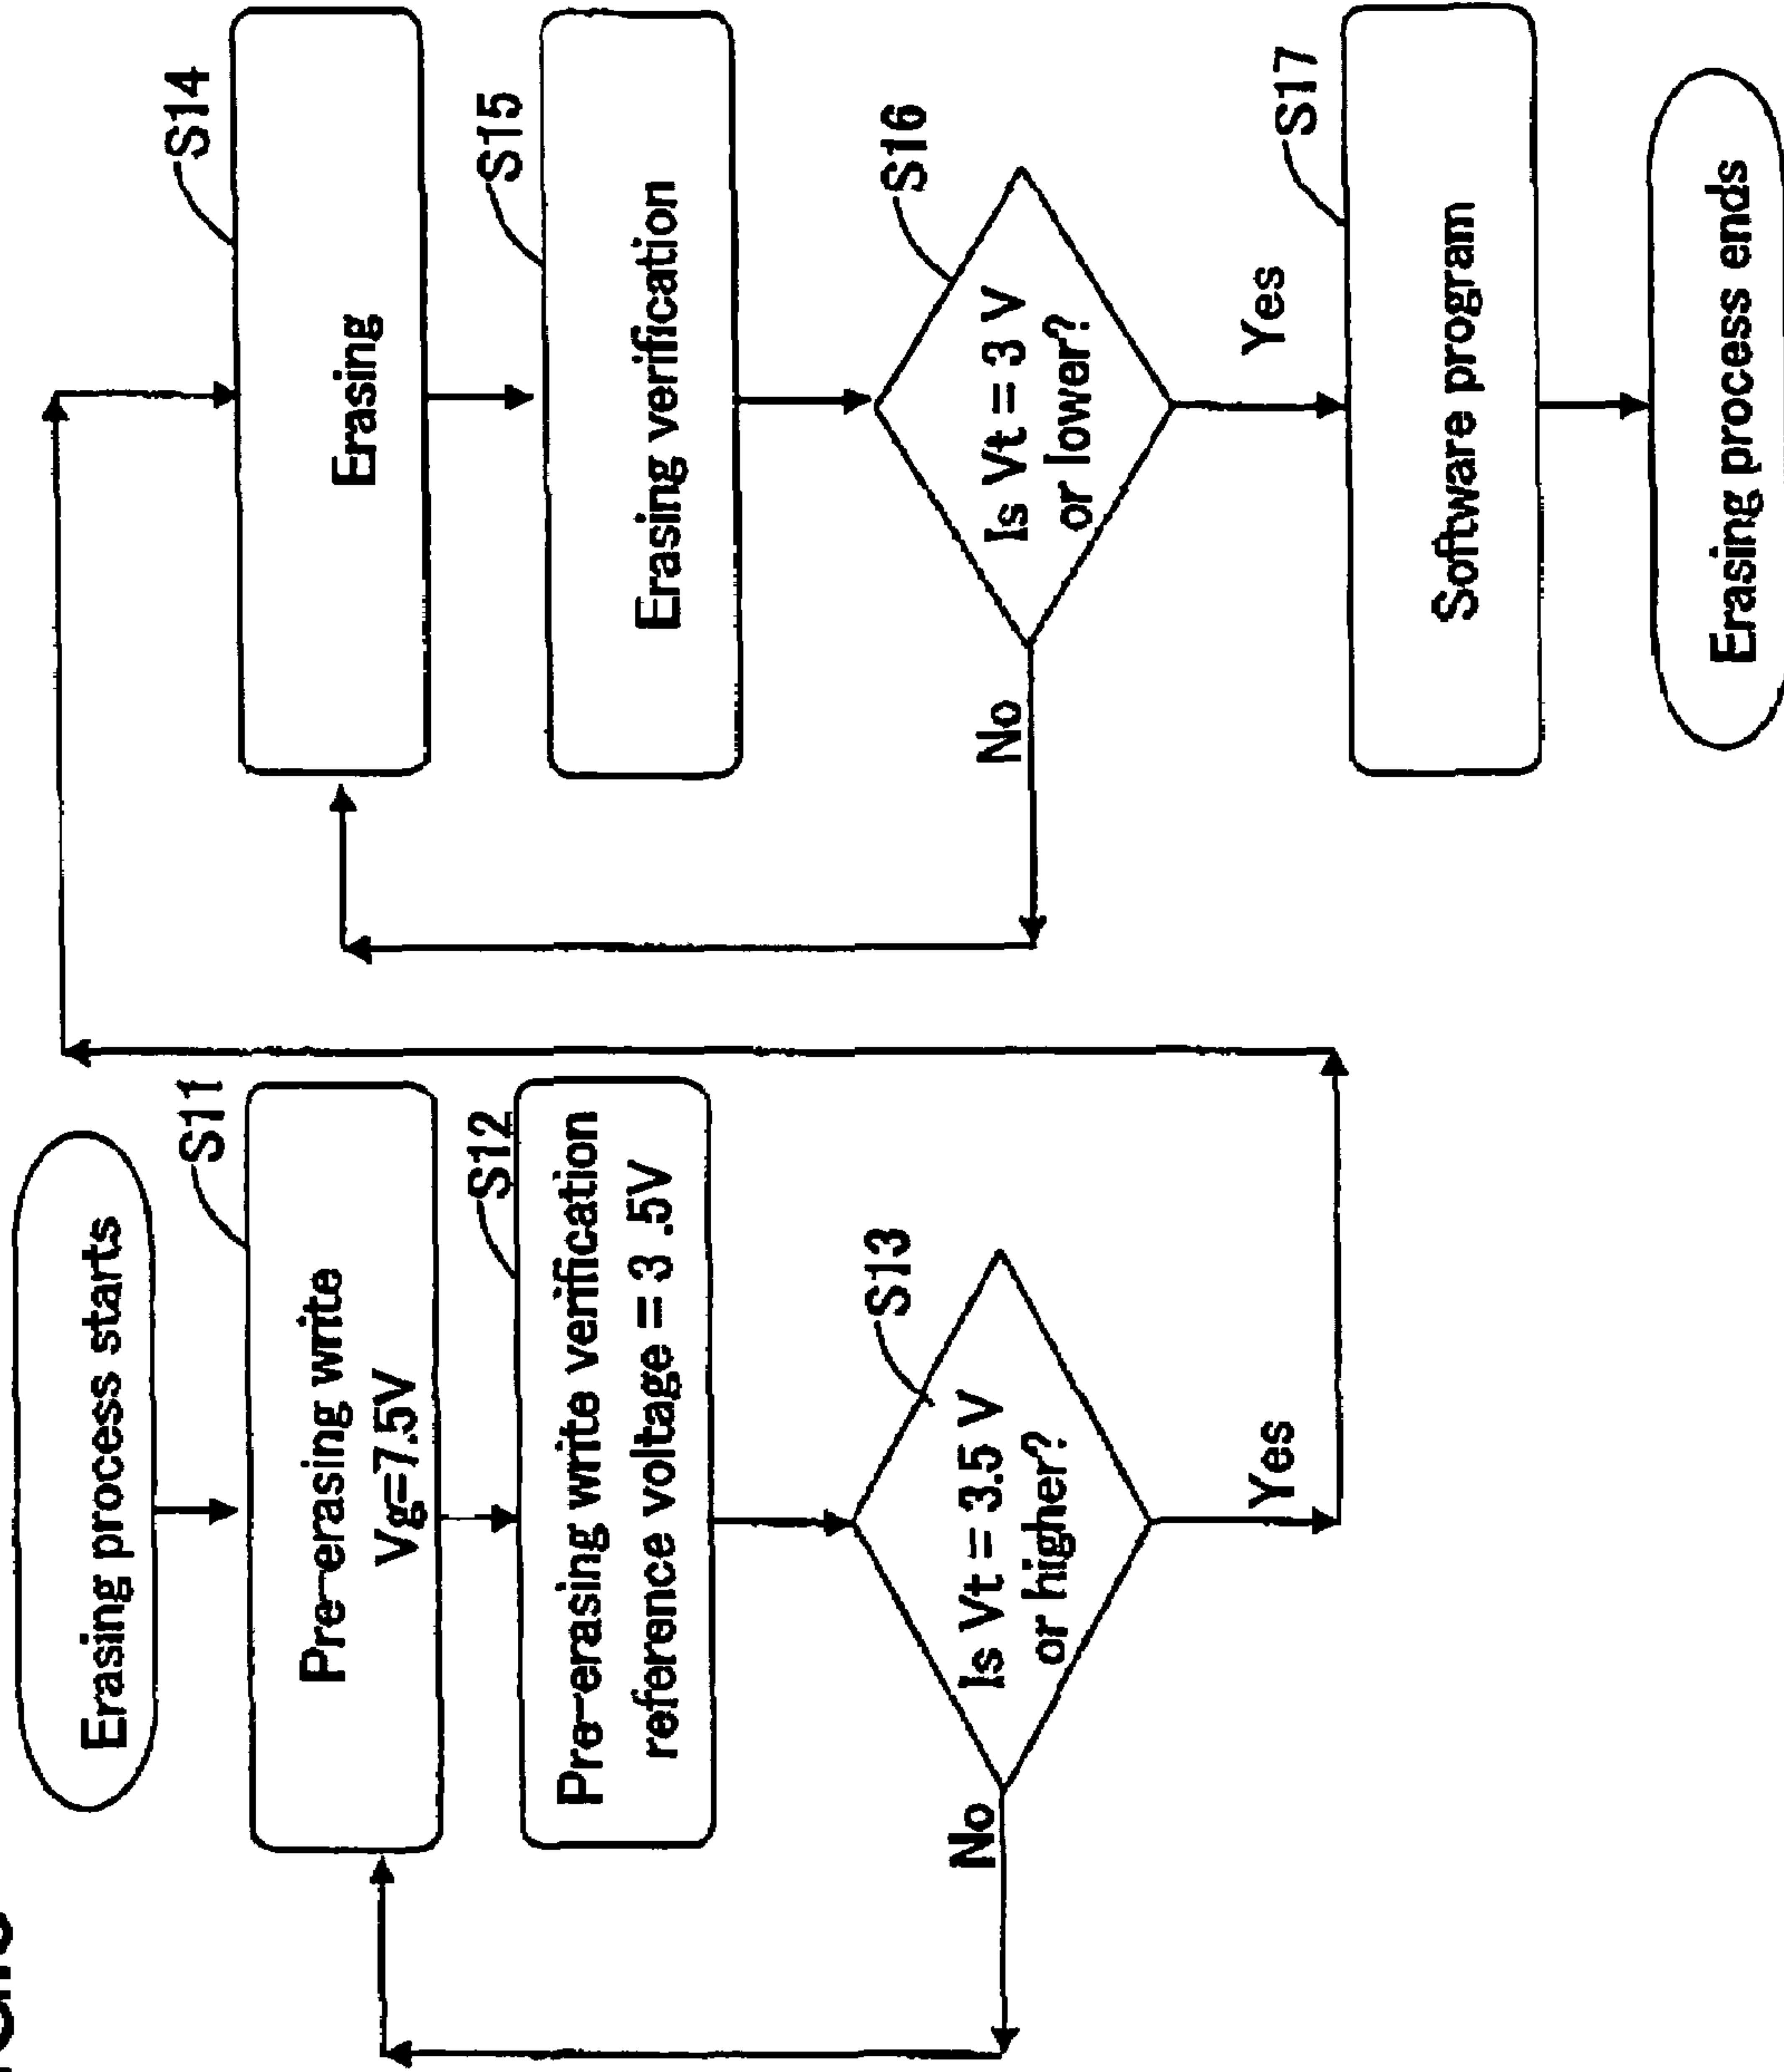 Erasing process starts
S11
Pre-erasing write
Vg=7.5V
S12
Pre-erasing write verification
reference voltage = 3 .5V
S13
Is Vt = 3.5 V
or higher?
No
Yes
S14
Erasing
S15
Erasing verification
S16
Is Vt = 3 V
or lower?
No
Yes
S17
Software program
Erasing process ends